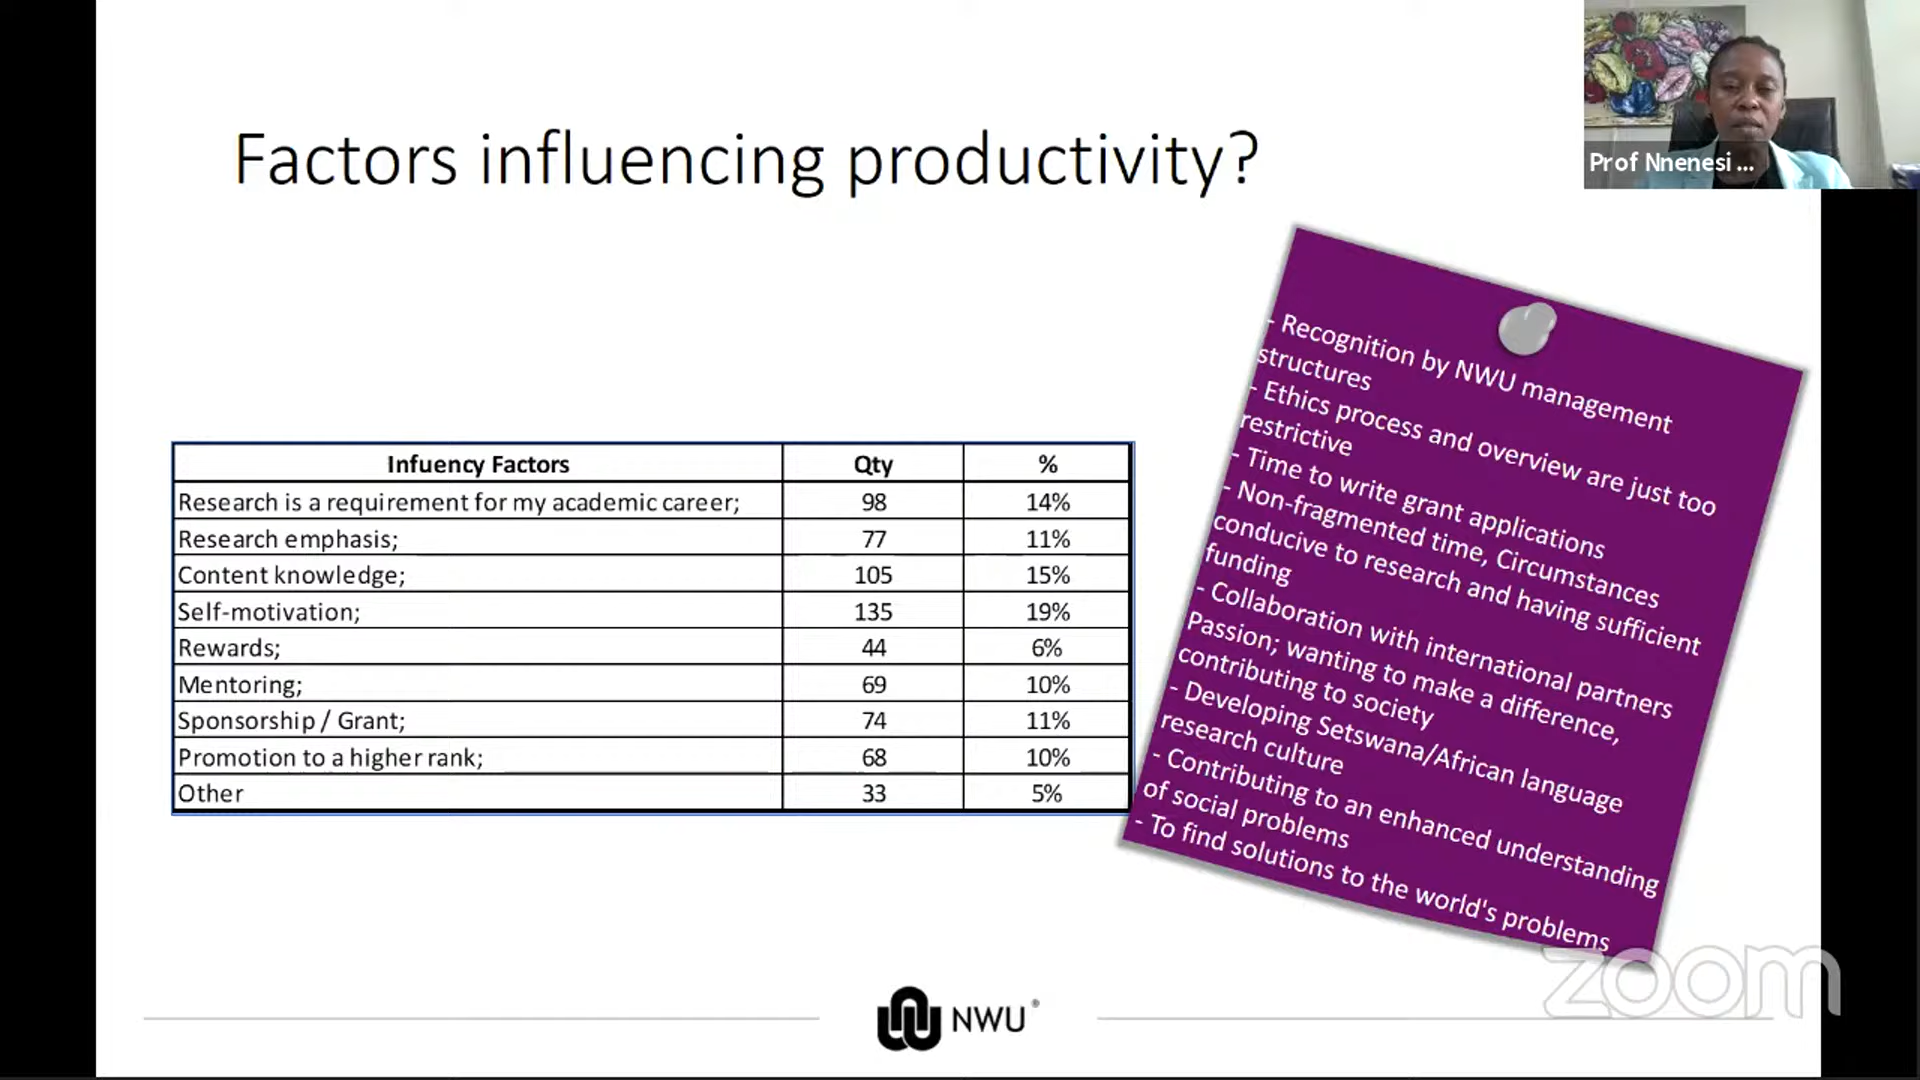 Factors influencing productivity?
Prof Nnenesi ...
Infuency Factors Qty %
Research is a requirement for my academic career; 98 14%
Research emphasis; 77 11%
Content knowledge; 105 15%
Self-motivation; 135 19%
Rewards; 44 6%
Mentoring; 69 10%
Sponsorship / Grant; 74 11%
Promotion to a higher rank; 68 10%
Other 33 5%
- Recognition by NWU management
structures
- Ethics process and overview are just too
restrictive
- Time to write grant applications
- Non-fragmented time, Circumstances
conducive to research and having sufficient
funding
- Collaboration with international partners
Passion; wanting to make a difference,
contributing to society
- Developing Setswana/African language
research culture
- Contributing to an enhanced understanding
of social problems
- To find solutions to the world's problems
zoom
NWU®